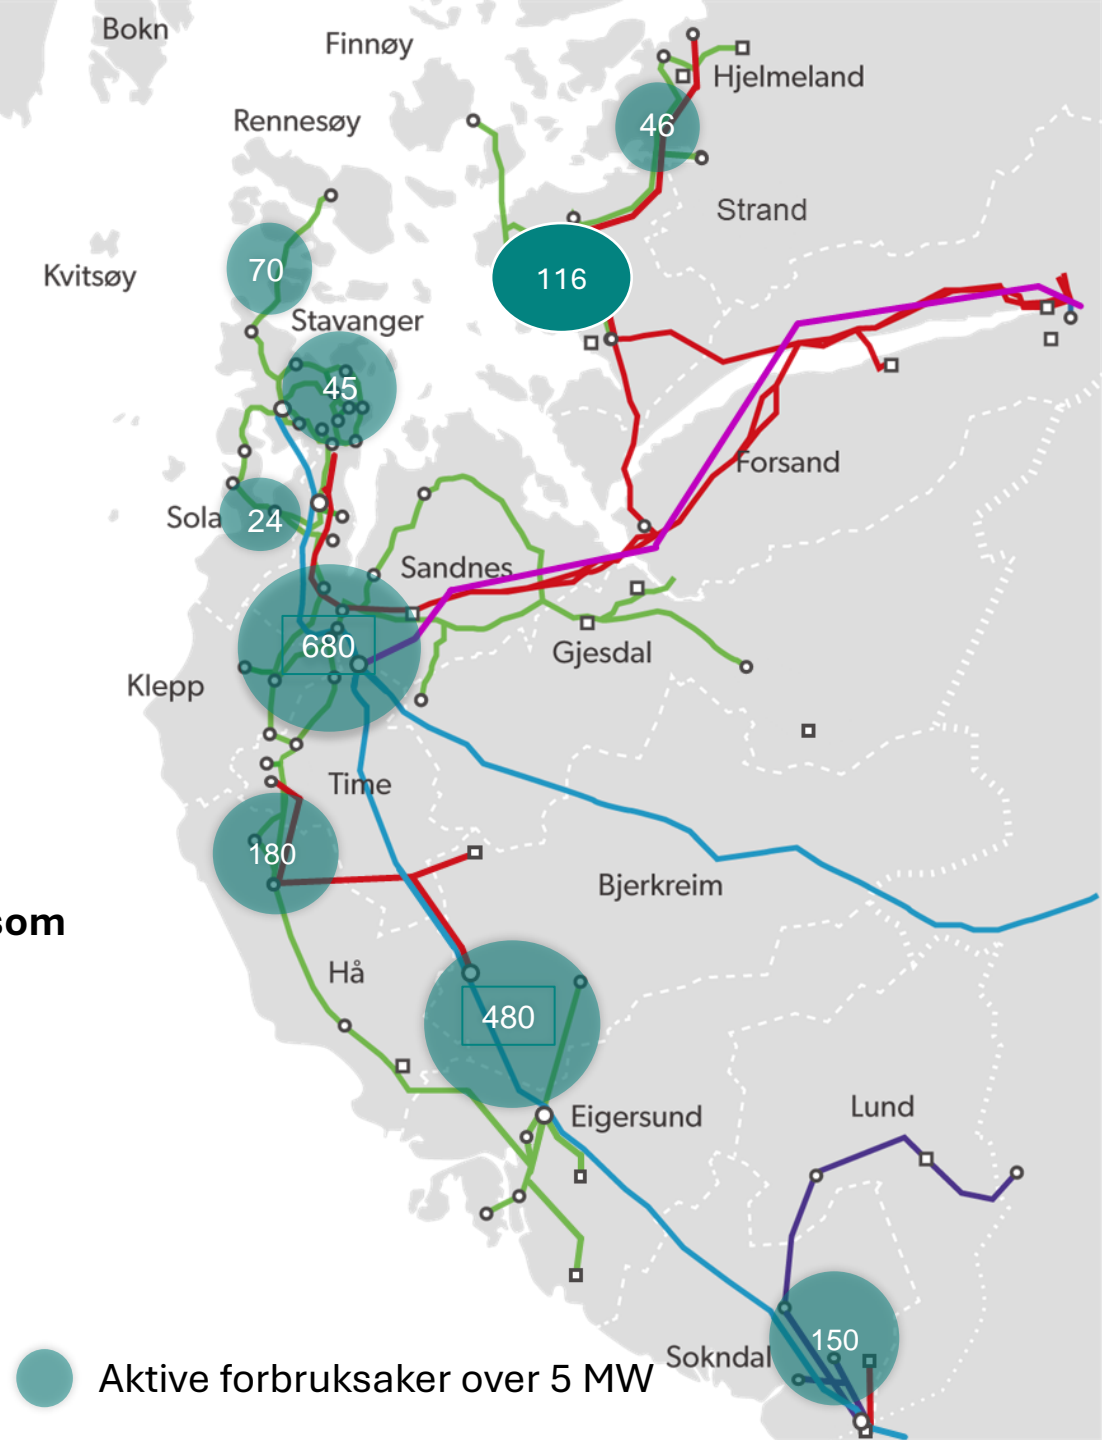 Bokn
Finnøy
Hjelmeland
Rennesøy
46
Strand
70
Kvitsøy
116
Stavanger
45
Forsand
Sola
24
Sandnes
680
Gjesdal
Klepp
Time
180
Bjerkreim
som
Hå
480
Eigersund
Lund
150
Sokndal
Aktive forbruksaker over 5 MW